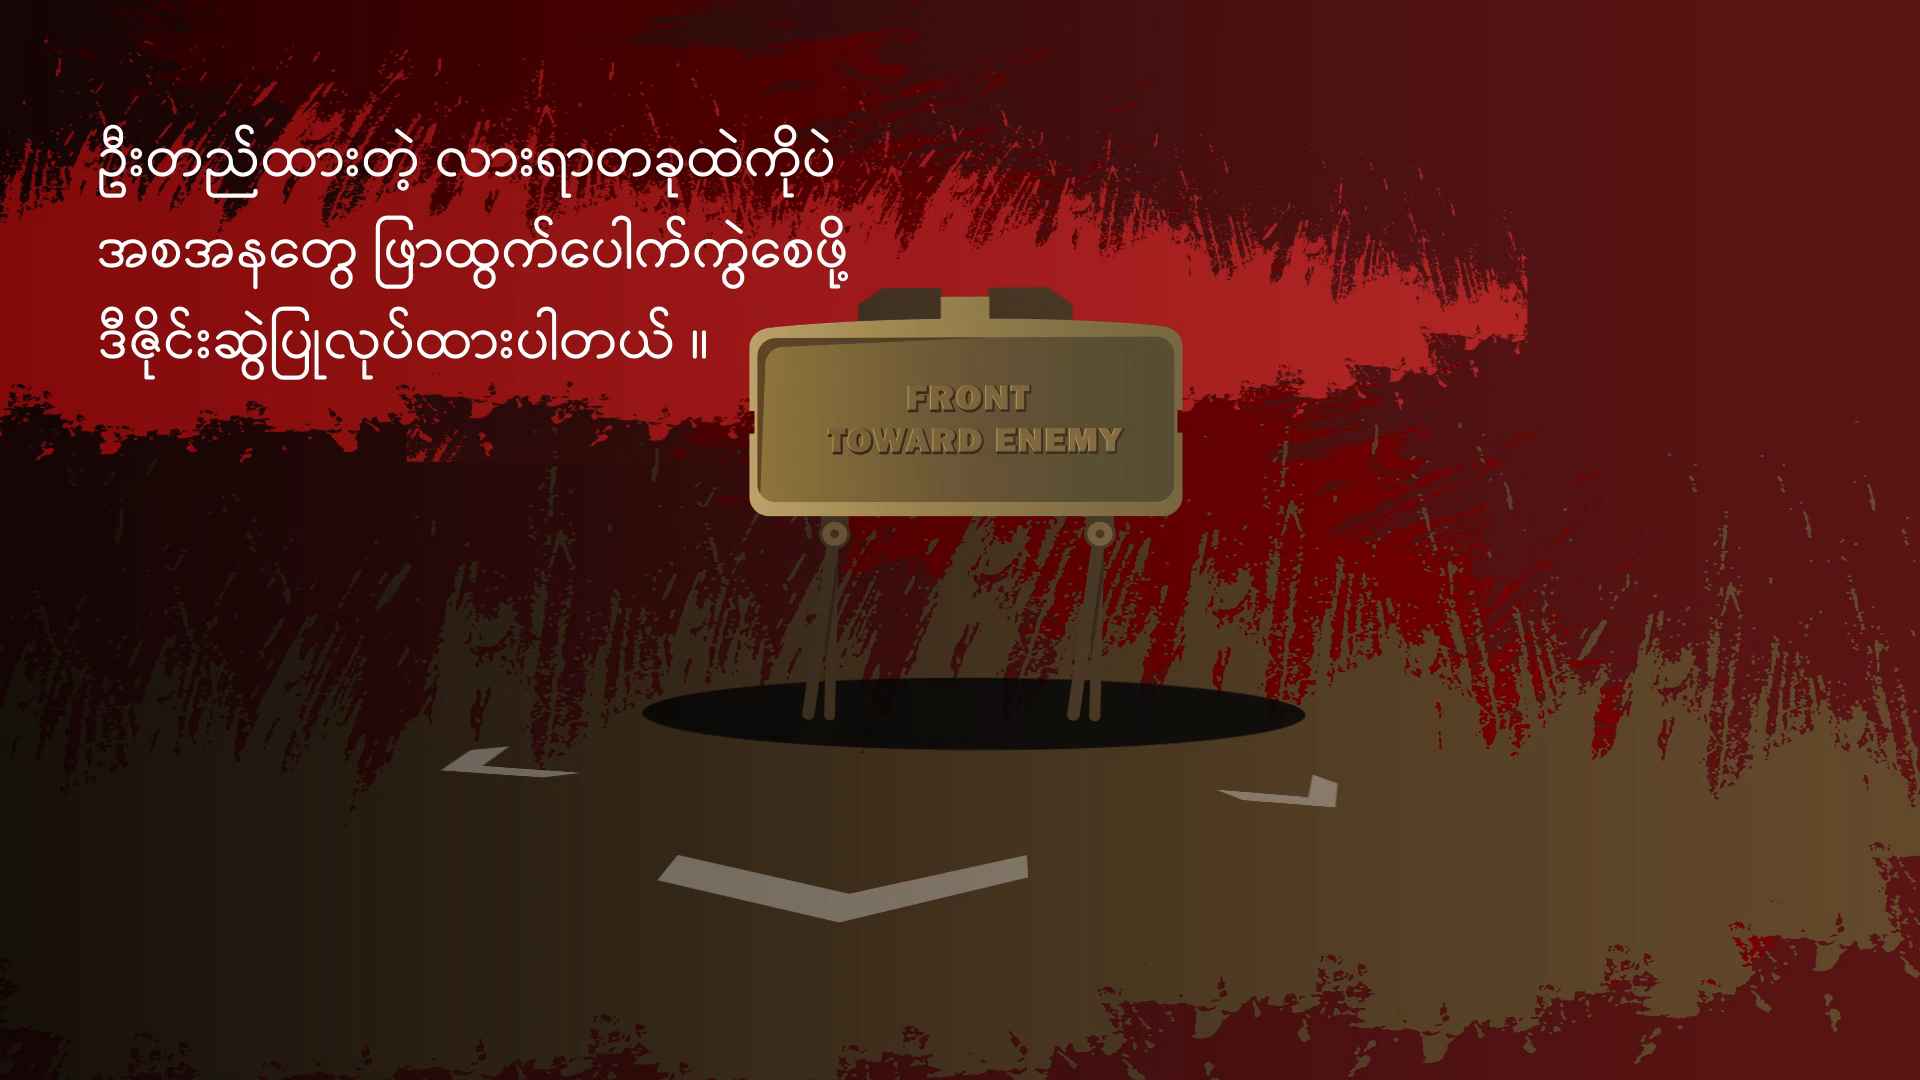 ဦးတည်ထားတဲ့ လားရာတခုထဲကိုပဲ
အစအနတွေ ဖြာထွက်ပေါက်ကွဲစေဖို့
ဒီဇိုင်းဆွဲပြုလုပ်ထားပါတယ် ။
FRONT
TOWARD ENEMY